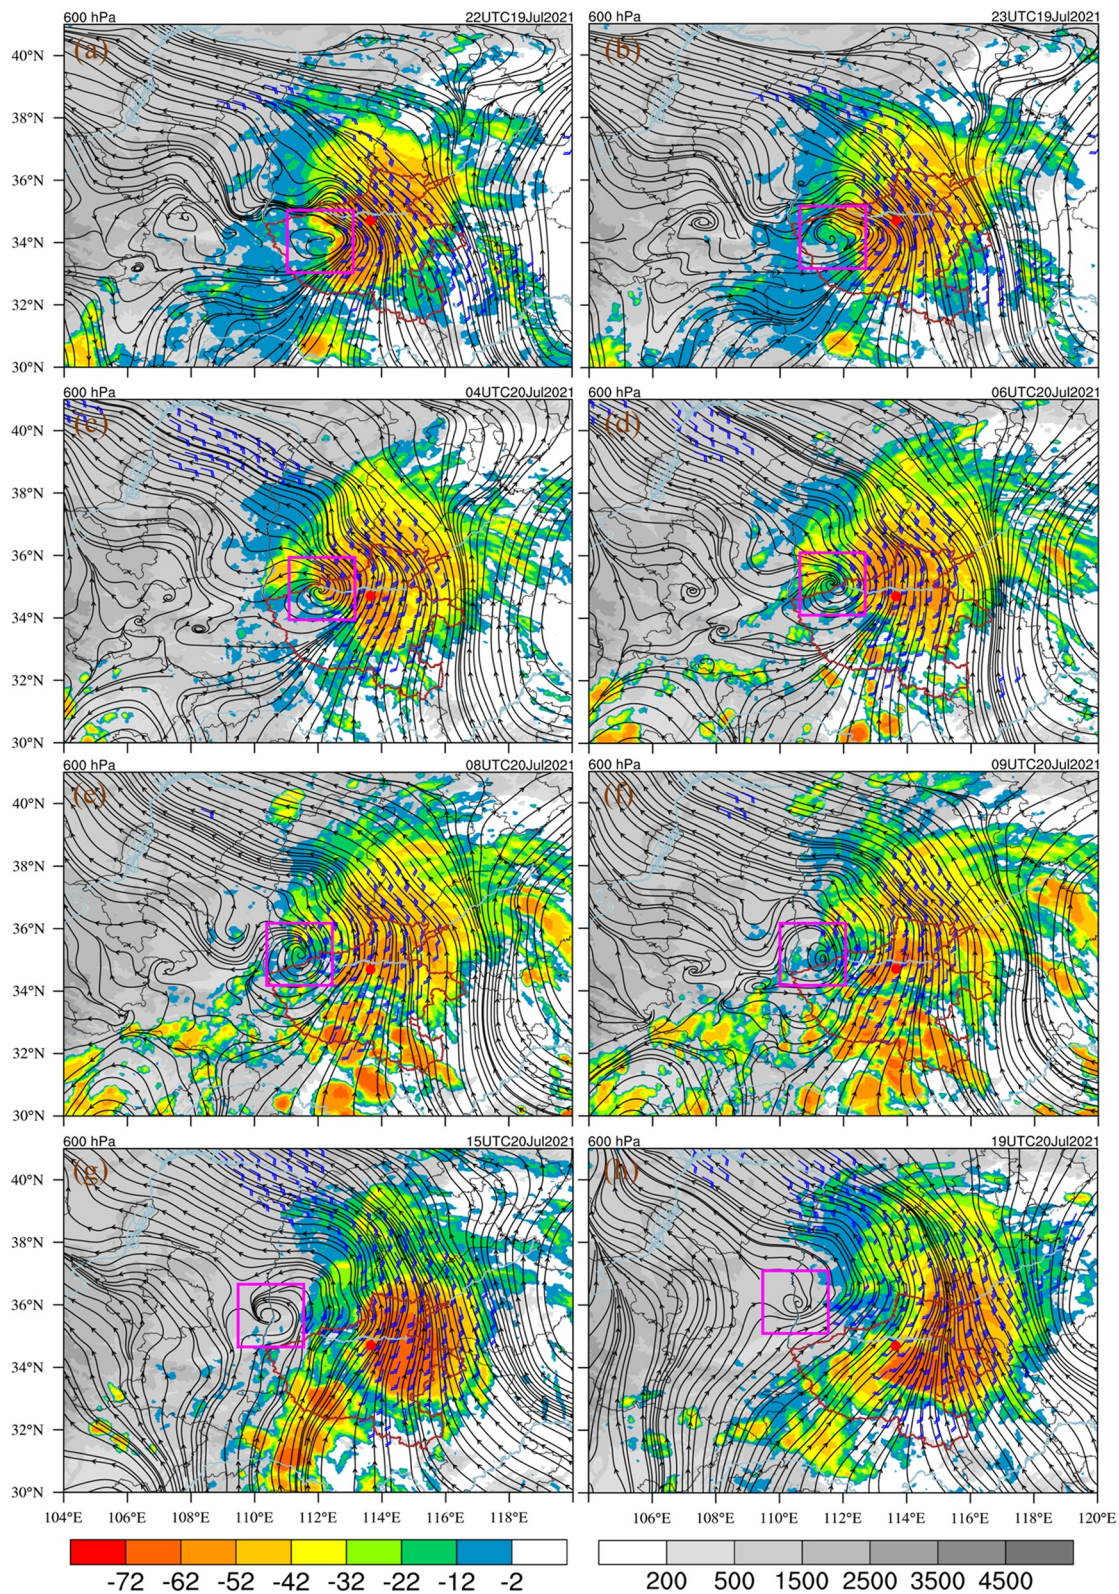 600 hPa 22UTC19Jul2021 600 hPa 23UTC19Jul2021
(a) (b)
40°N
38°N
36°N
34°N
32°N
30°N
600 hPa 04UTC20Jul2021 600 hPa 06UTC20Jul2021
(c) (d)
40°N
38°N
36°N
34°N
32°N
30°N
600 hPa 08UTC20Jul2021 600 hPa 09UTC20Jul2021
(e) (f)
40°N
38°N
36°N
34°N
32°N
30°N
600 hPa 15UTC20Jul2021 600 hPa 19UTC20Jul2021
(g) (h)
40°N
38°N
36°N
34°N
32°N
30°N
104°E 106°E 108°E 110°E 112°E 114°E 116°E 118°E 106°E 108°E 110°E 112°E 114°E 116°E 118°E 120°E
-72 -62 -52 -42 -32 -22 -12 -2 200 500 1500 2500 3500 4500